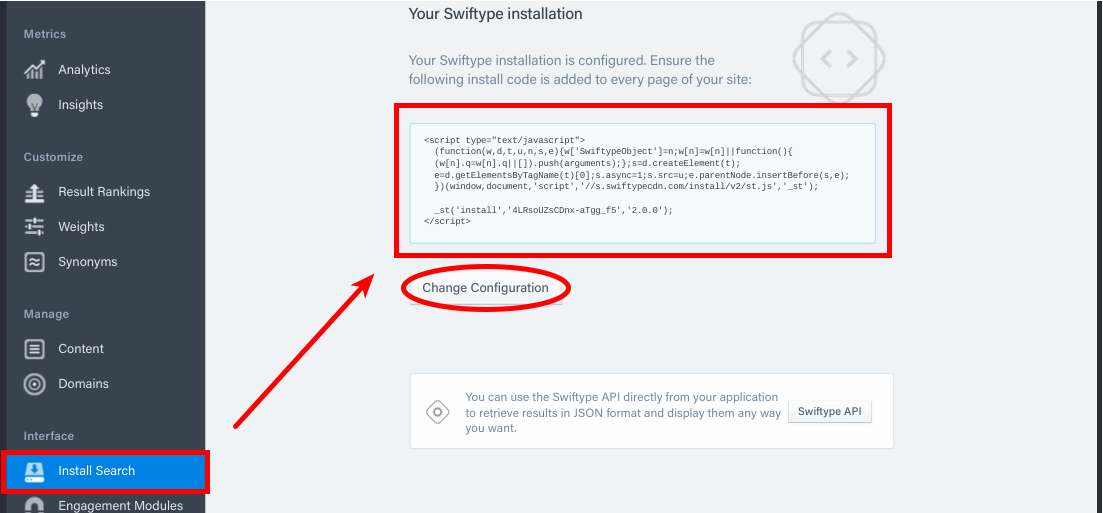 Metrics
Analytics
Insights
Customize
Result Rankings
Weights
Synonyms
Manage
Content
Domains
Interface
Install Search
Engagement Modules
Your Swiftype installation
Your Swiftype installation is configured. Ensure the
following install code is added to every page of your site:
<script type="text/javascript">
(function(w,d,t,u,n,s,e){w['SwiftypeObject']=n;w[n]=w[n]||function(){
(w[n].q=w[n].q||[]).push(arguments);};s=d.createElement(t);
e=d.getElementsByTagName(t)[0];s.async=1;s.src=u;e.parentNode.insertBefore(s,e);
})(window,document,'script','//s.swiftypecdn.com/install/v2/st.js','_st');
_st('install','4LRsoUZsCDnx-aTgg_f5','2.0.0');
</script>
Change Configuration
You can use the Swiftype API directly from your application
to retrieve results in JSON format and display them any way
you want.
Swiftype API